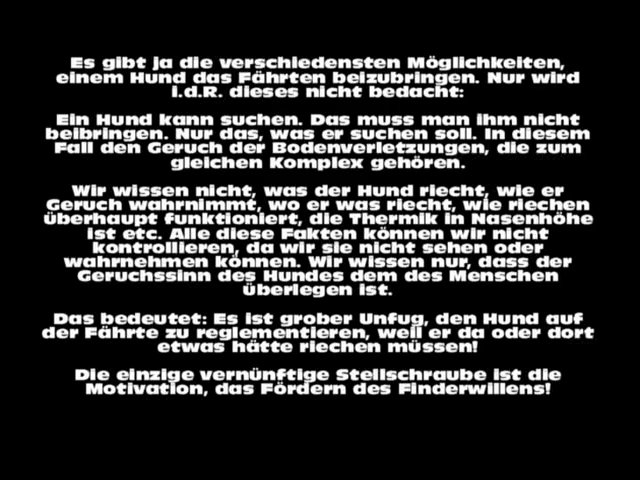 Es gibt ja die verschiedensten Möglichkeiten,
einem Hund das Fährten beizubringen. Nur wird
i.d.R. dieses nicht bedacht:
Ein Hund kann suchen. Das muss man ihm nicht
beibringen. Nur das, was er suchen soll. In diesem
Fall den Geruch der Bodenverletzungen, die zum
gleichen Komplex gehören.
Wir wissen nicht, was der Hund riecht, wie er
Geruch wahrnimmt, wo er was riecht, wie riechen
überhaupt funktioniert, die Thermik in Nasenhöhe
ist etc. Alle diese Fakten können wir nicht
kontrollieren, da wir sie nicht sehen oder
wahrnehmen können. Wir wissen nur, dass der
Geruchssinn des Hundes dem des Menschen
überlegen ist.
Das bedeutet: Es ist grober Unfug, den Hund auf
der Fährte zu reglementieren, weil er da oder dort
etwas hätte riechen müssen!
Die einzige vernünftige Stellschraube ist die
Motivation, das Fördern des Finderwillens!